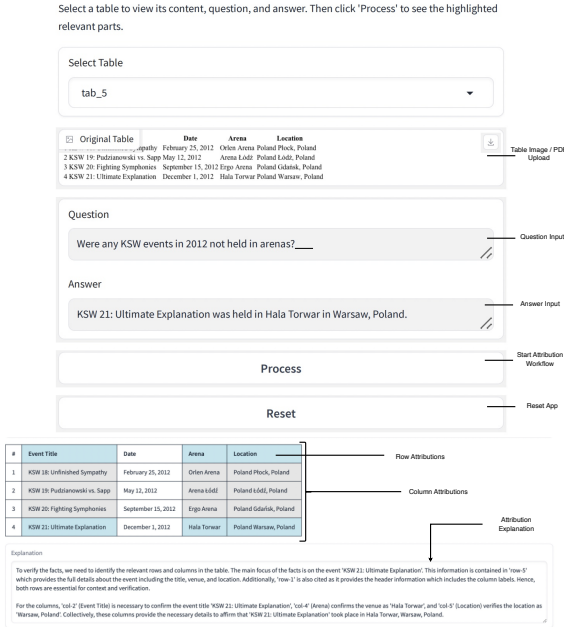 Select a table to view its content, question, and answer. Then click 'Process' to see the highlighted
relevant parts.
Select Table
tab_5
Original Table
Date Arena Location
February 25, 2012 Orlen Arena Poland Płock, Poland
2 KSW 19: Pudzianowski vs. Sapp May 12, 2012 Arena Łódź Poland Łódź, Poland
3 KSW 20: Fighting Symphonies September 15, 2012 Ergo Arena Poland Gdańsk, Poland
4 KSW 21: Ultimate Explanation December 1, 2012 Hala Torwar Poland Warsaw, Poland
Table Image / PDF
Upload
Question
Were any KSW events in 2012 not held in arenas?
Question Input
Answer
KSW 21: Ultimate Explanation was held in Hala Torwar in Warsaw, Poland.
Answer Input
Process
Start Attribution
Workflow
Reset
Reset App
# Event Title Date Arena Location
1 KSW 18: Unfinished Sympathy February 25, 2012 Orlen Arena Poland Płock, Poland
2 KSW 19: Pudzianowski vs. Sapp May 12, 2012 Arena Łódź Poland Łódź, Poland
3 KSW 20: Fighting Symphonies September 15, 2012 Ergo Arena Poland Gdańsk, Poland
4 KSW 21: Ultimate Explanation December 1, 2012 Hala Torwar Poland Warsaw, Poland
Row Attributions
Column Attributions
Attribution
Explanation
Explanation
To verify the facts, we need to identify the relevant rows and columns in the table. The main focus of the facts is on the event 'KSW 21: Ultimate Explanation'. This information is contained in 'row-5'
which provides the full details about the event including the title, venue, and location. Additionally, 'row-1' is also cited as it provides the header information which includes the column labels. Hence,
both rows are essential for context and verification.
For the columns, 'col-2' (Event Title) is necessary to confirm the event title 'KSW 21: Ultimate Explanation', 'col-4' (Arena) confirms the venue as 'Hala Torwar', and 'col-5' (Location) verifies the location as
'Warsaw, Poland'. Collectively, these columns provide the necessary details to affirm that 'KSW 21: Ultimate Explanation' took place in Hala Torwar, Warsaw, Poland.